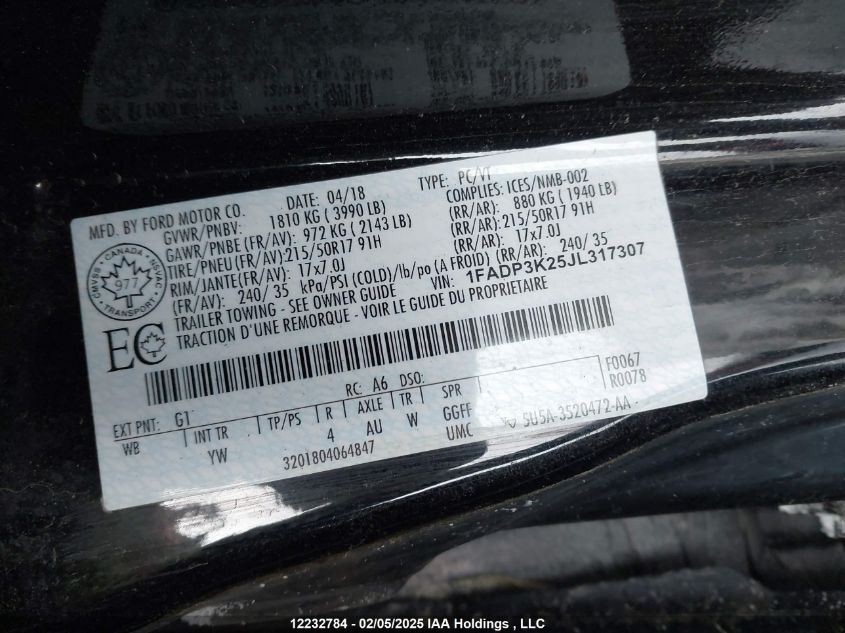 MFD. BY FORD MOTOR CO. DATE: 04/18 TYPE: PC/VT
GVWR/PNBV: 1810 KG ( 3990 LB) COMPLIES: ICES/NMB-002
GAWR/PNBE(FR/AV): 972 KG ( 2143 LB) (RR/AR): 880 KG ( 1940 LB)
TIRE/PNEU(FR/AV):215/50R17 91H (RR/AR):215/50R17 91H
RIM/JANTE(FR/AV): 17x7.0J (RR/AR): 17x7.0J
(FR/AV): 240/ 35 kPa/PSI (COLD)/lb/po (A FROID) (RR/AR): 240/ 35
TRAILER TOWING - SEE OWNER GUIDE VIN: 1FADP3K25JL317307
TRACTION D'UNE REMORQUE - VOIR LE GUIDE DU PROPRIETAIRE
CANADA
CMVSS NSVAC
977
TRANSPORT
EC
EXT PNT: G1 RC: A6 DSO: F0067
R0078
WB INT TR TP/PS R AXLE TR SPR
YW 4 AU W GGFF
UMC
3201804064847
SU5A-3520472-AA
12232784 - 02/05/2025 IAA Holdings , LLC